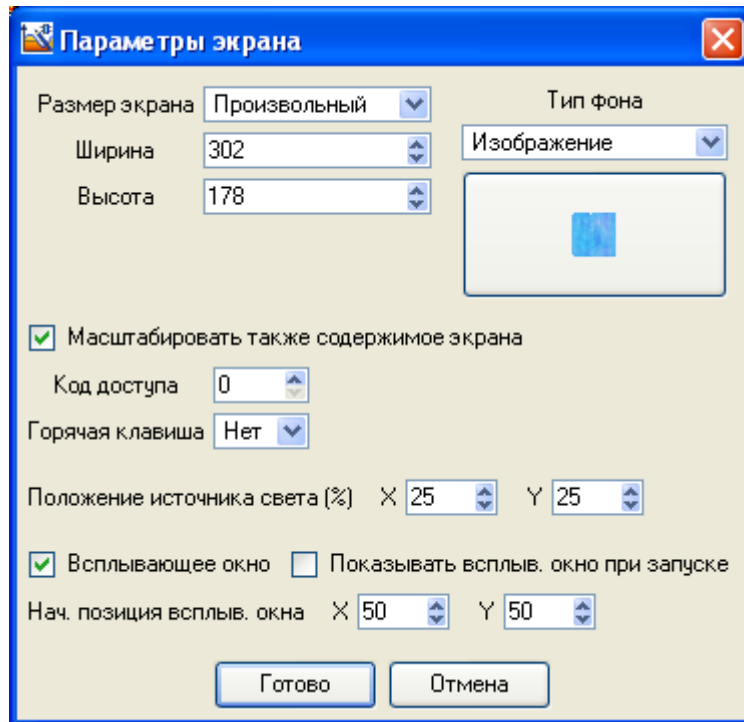 Параметры экрана
Размер экрана Произвольный
Тип фона
Ширина 302
Изображение
Высота 178
Масштабировать также содержимое экрана
Код доступа 0
Горячая клавиша Нет
Положение источника света (%) X 25 Y 25
Всплывающее окно Показывать всплыв. окно при запуске
Нач. позиция всплыв. окна X 50 Y 50
Готово Отмена